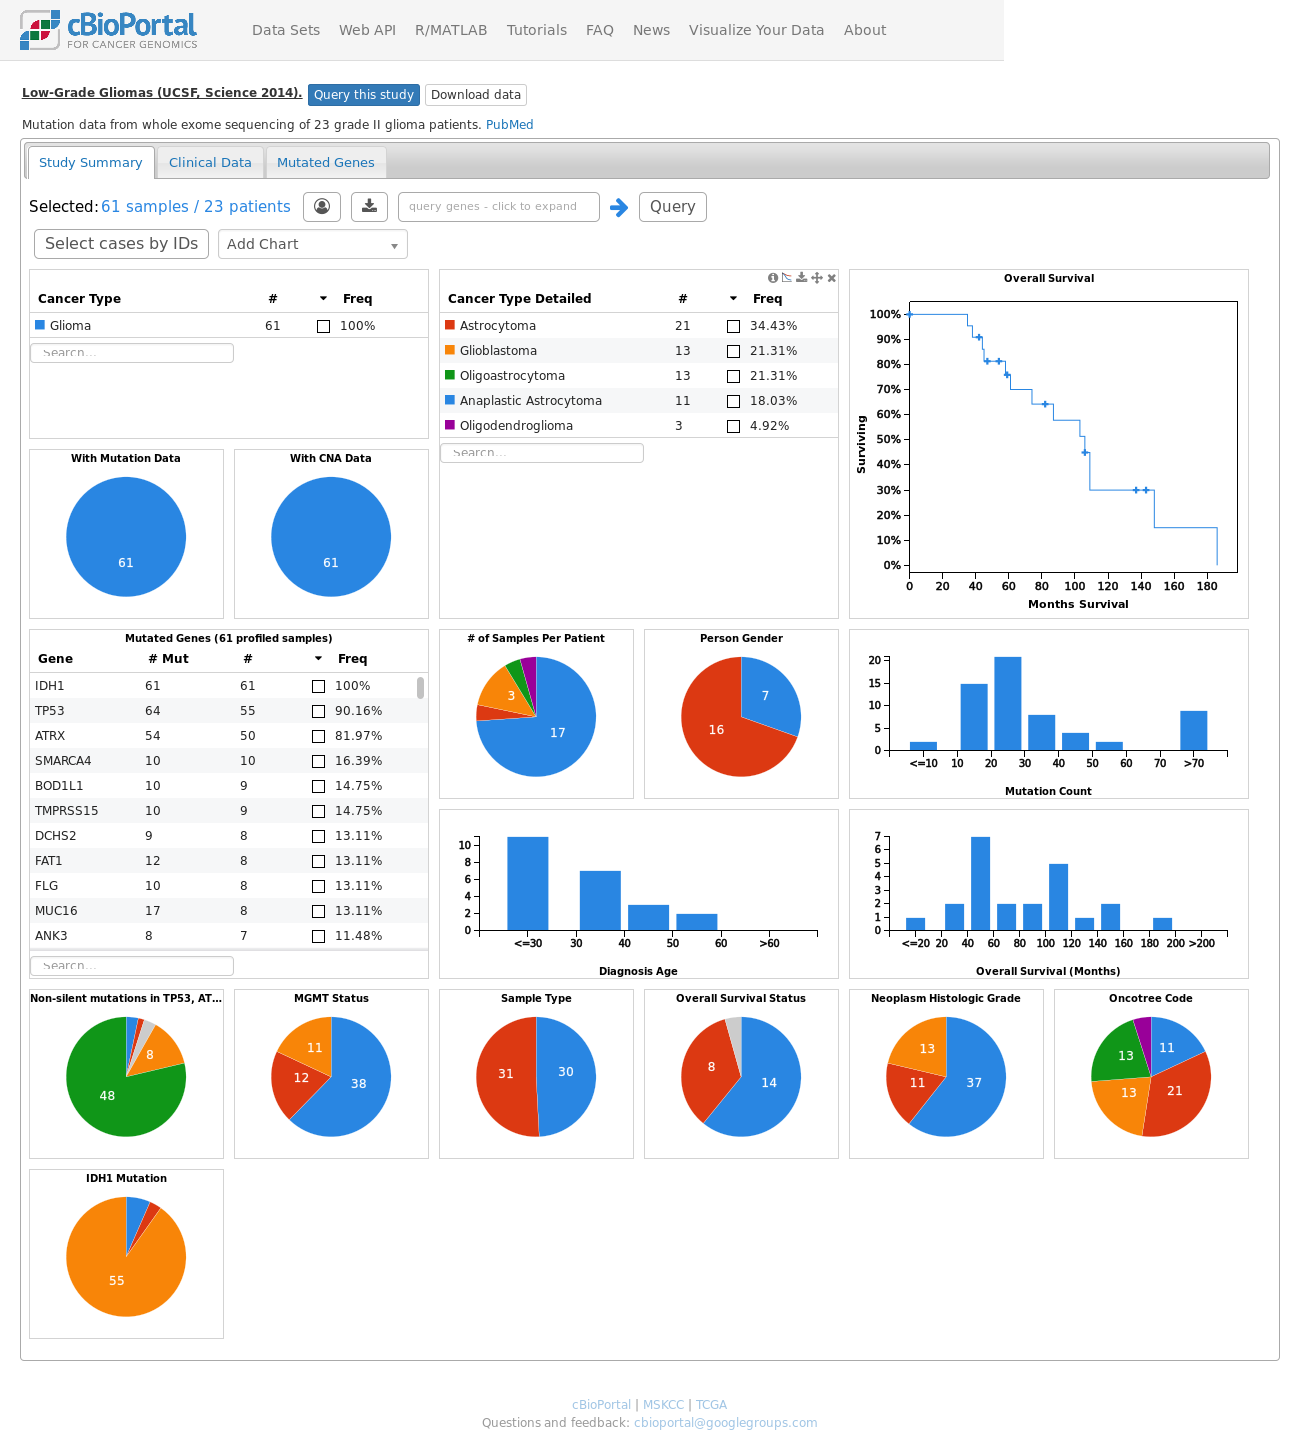 cBioPortal
FOR CANCER GENOMICS
Data Sets Web API R/MATLAB Tutorials FAQ News Visualize Your Data About
Low-Grade Gliomas (UCSF, Science 2014). Query this study Download data
Mutation data from whole exome sequencing of 23 grade II glioma patients. PubMed
Study Summary Clinical Data Mutated Genes
Selected: 61 samples / 23 patients query genes - click to expand Query
Select cases by IDs Add Chart
Cancer Type # Freq
Glioma 61 100%
Search...
Cancer Type Detailed # Freq
Astrocytoma 21 34.43%
Glioblastoma 13 21.31%
Oligoastrocytoma 13 21.31%
Anaplastic Astrocytoma 11 18.03%
Oligodendroglioma 3 4.92%
Search...
Overall Survival
100%
90%
80%
70%
60%
50%
40%
30%
20%
10%
0%
Surviving
0 20 40 60 80 100 120 140 160 180
Months Survival
With Mutation Data
61
With CNA Data
61
Mutated Genes (61 profiled samples)
Gene # Mut # Freq
IDH1 61 61 100%
TP53 64 55 90.16%
ATRX 54 50 81.97%
SMARCA4 10 10 16.39%
BOD1L1 10 9 14.75%
TMPRSS15 10 9 14.75%
DCHS2 9 8 13.11%
FAT1 12 8 13.11%
FLG 10 8 13.11%
MUC16 17 8 13.11%
ANK3 8 7 11.48%
Search...
# of Samples Per Patient
3
17
Person Gender
7
16
20
15
10
5
0
<=10 10 20 30 40 50 60 70 >70
Mutation Count
10
8
6
4
2
0
<=30 30 40 50 60 >60
Diagnosis Age
7
6
5
4
3
2
1
0
<=20 20 40 60 80 100 120 140 160 180 200 >200
Overall Survival (Months)
Non-silent mutations in TP53, AT...
8
48
MGMT Status
11
12
38
Sample Type
31
30
Overall Survival Status
8
14
Neoplasm Histologic Grade
13
11
37
Oncotree Code
11
13
13
21
IDH1 Mutation
55
cBioPortal | MSKCC | TCGA
Questions and feedback: cbioportal@googlegroups.com